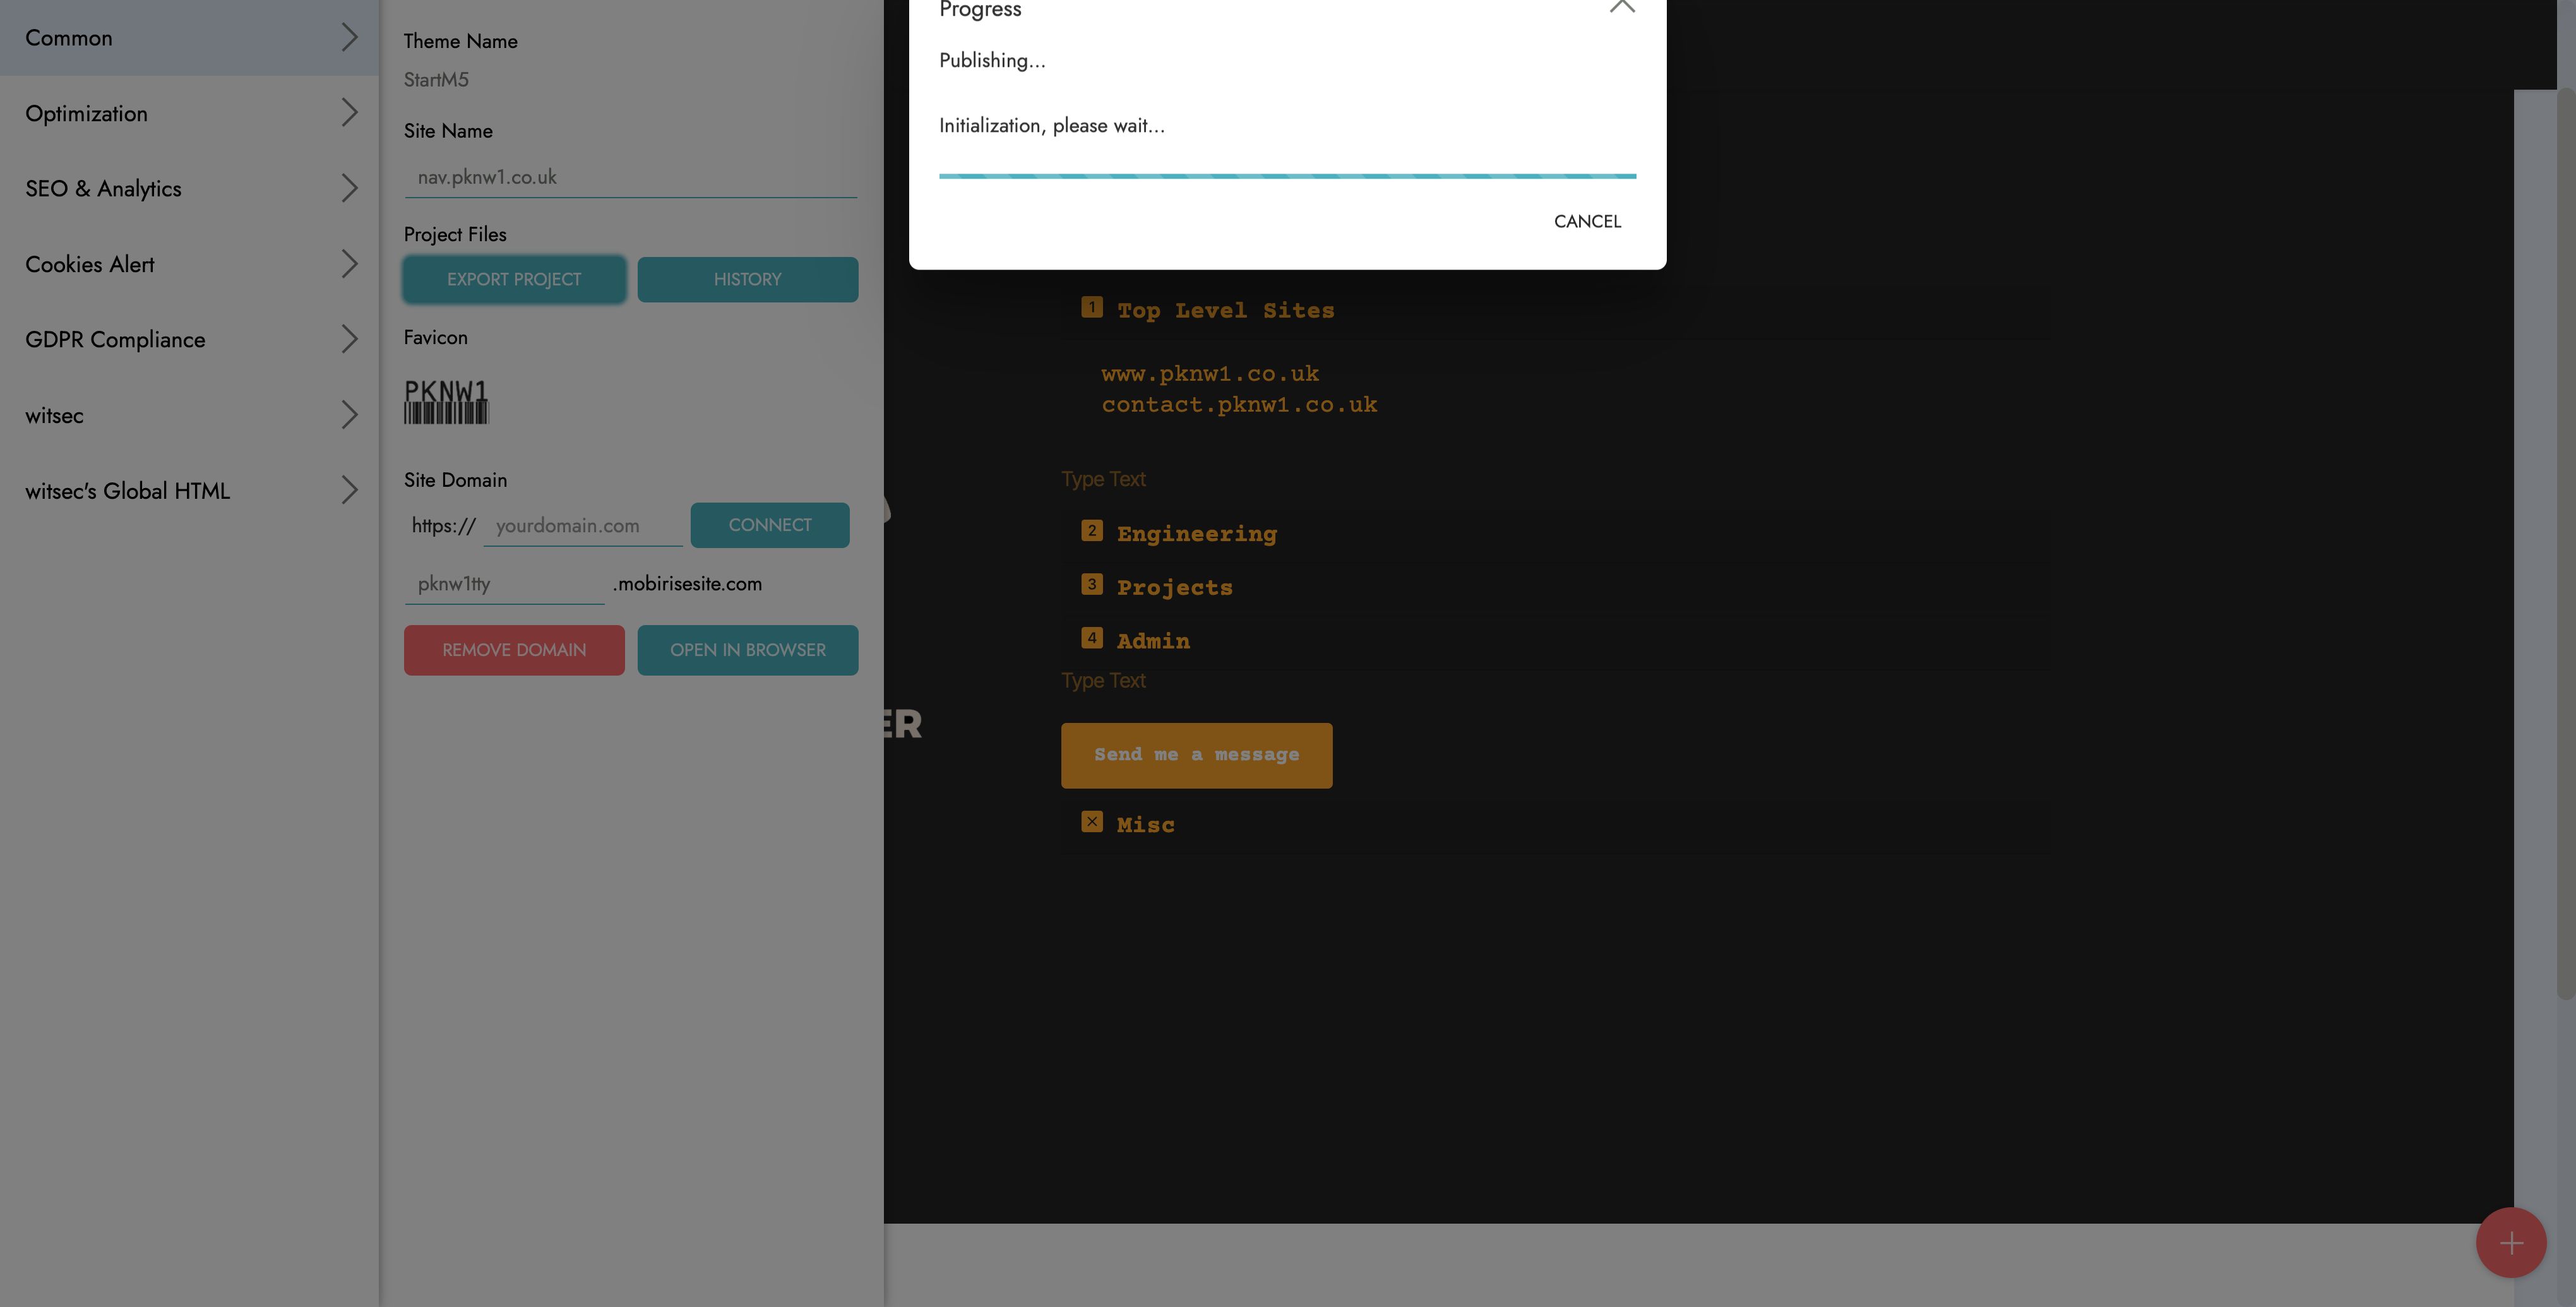 Common
Optimization
SEO & Analytics
Cookies Alert
GDPR Compliance
witsec
witsec's Global HTML
Theme Name
StartM5
Site Name
nav.pknw1.co.uk
Project Files
EXPORT PROJECT
HISTORY
Favicon
PKNW1
Site Domain
https:// yourdomain.com CONNECT
pknw1tty .mobirisesite.com
REMOVE DOMAIN
OPEN IN BROWSER
Progress
Publishing...
Initialization, please wait...
CANCEL
1 Top Level Sites
www.pknw1.co.uk
contact.pknw1.co.uk
Type Text
2 Engineering
3 Projects
4 Admin
Type Text
ER
Send me a message
Misc